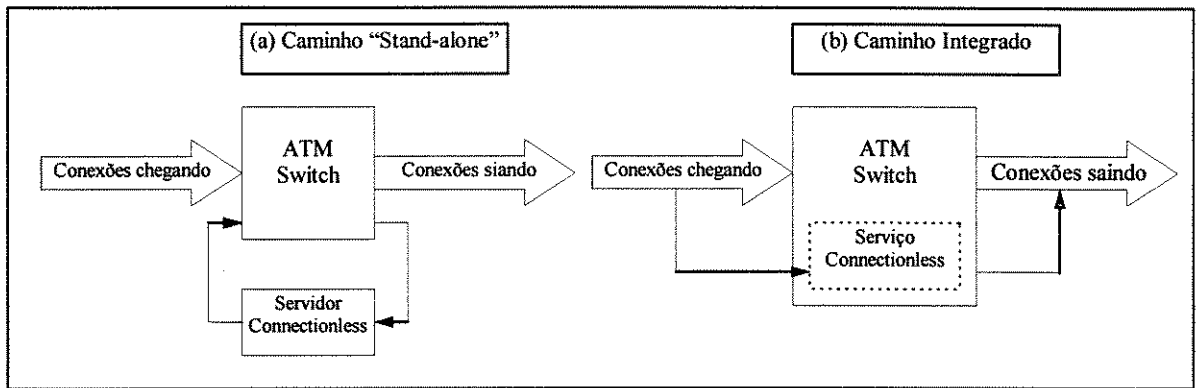 (a) Caminho “Stand-alone”
Conexões chegando
ATM
Switch
Conexões siando
Servidor
Connectionless
(b) Caminho Integrado
Conexões chegando
ATM
Switch
Serviço
Connectionless
Conexões saindo